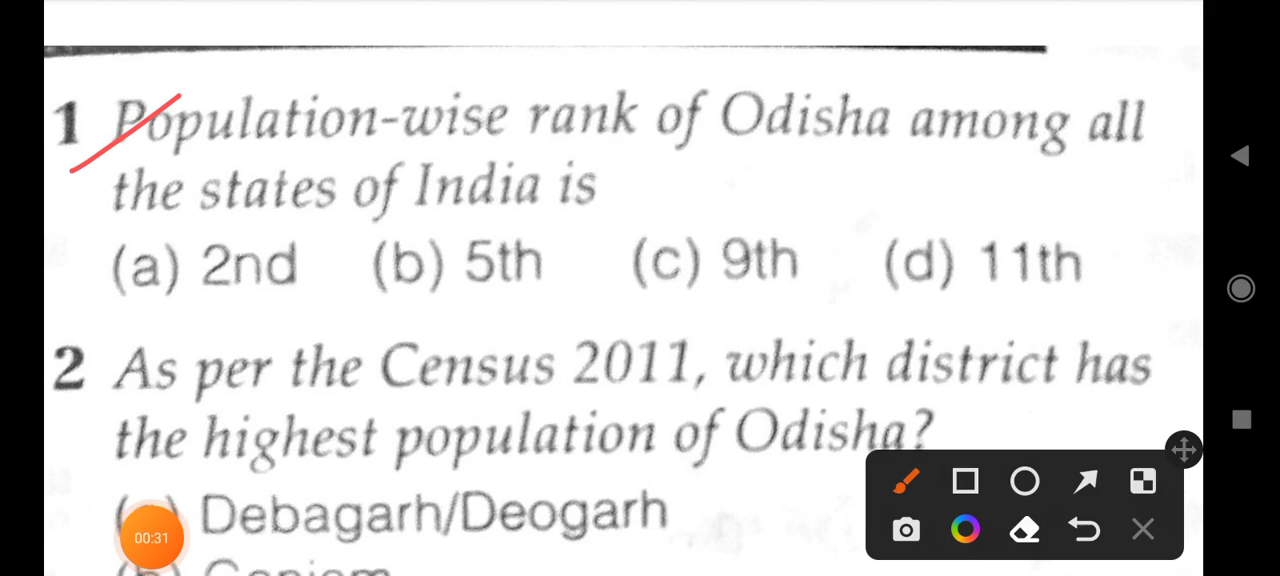 1 Population-wise rank of Odisha among all
the states of India is
(a) 2nd (b) 5th (c) 9th (d) 11th
2 As per the Census 2011, which district has
the highest population of Odisha?
Debagarh/Deogarh
00:31